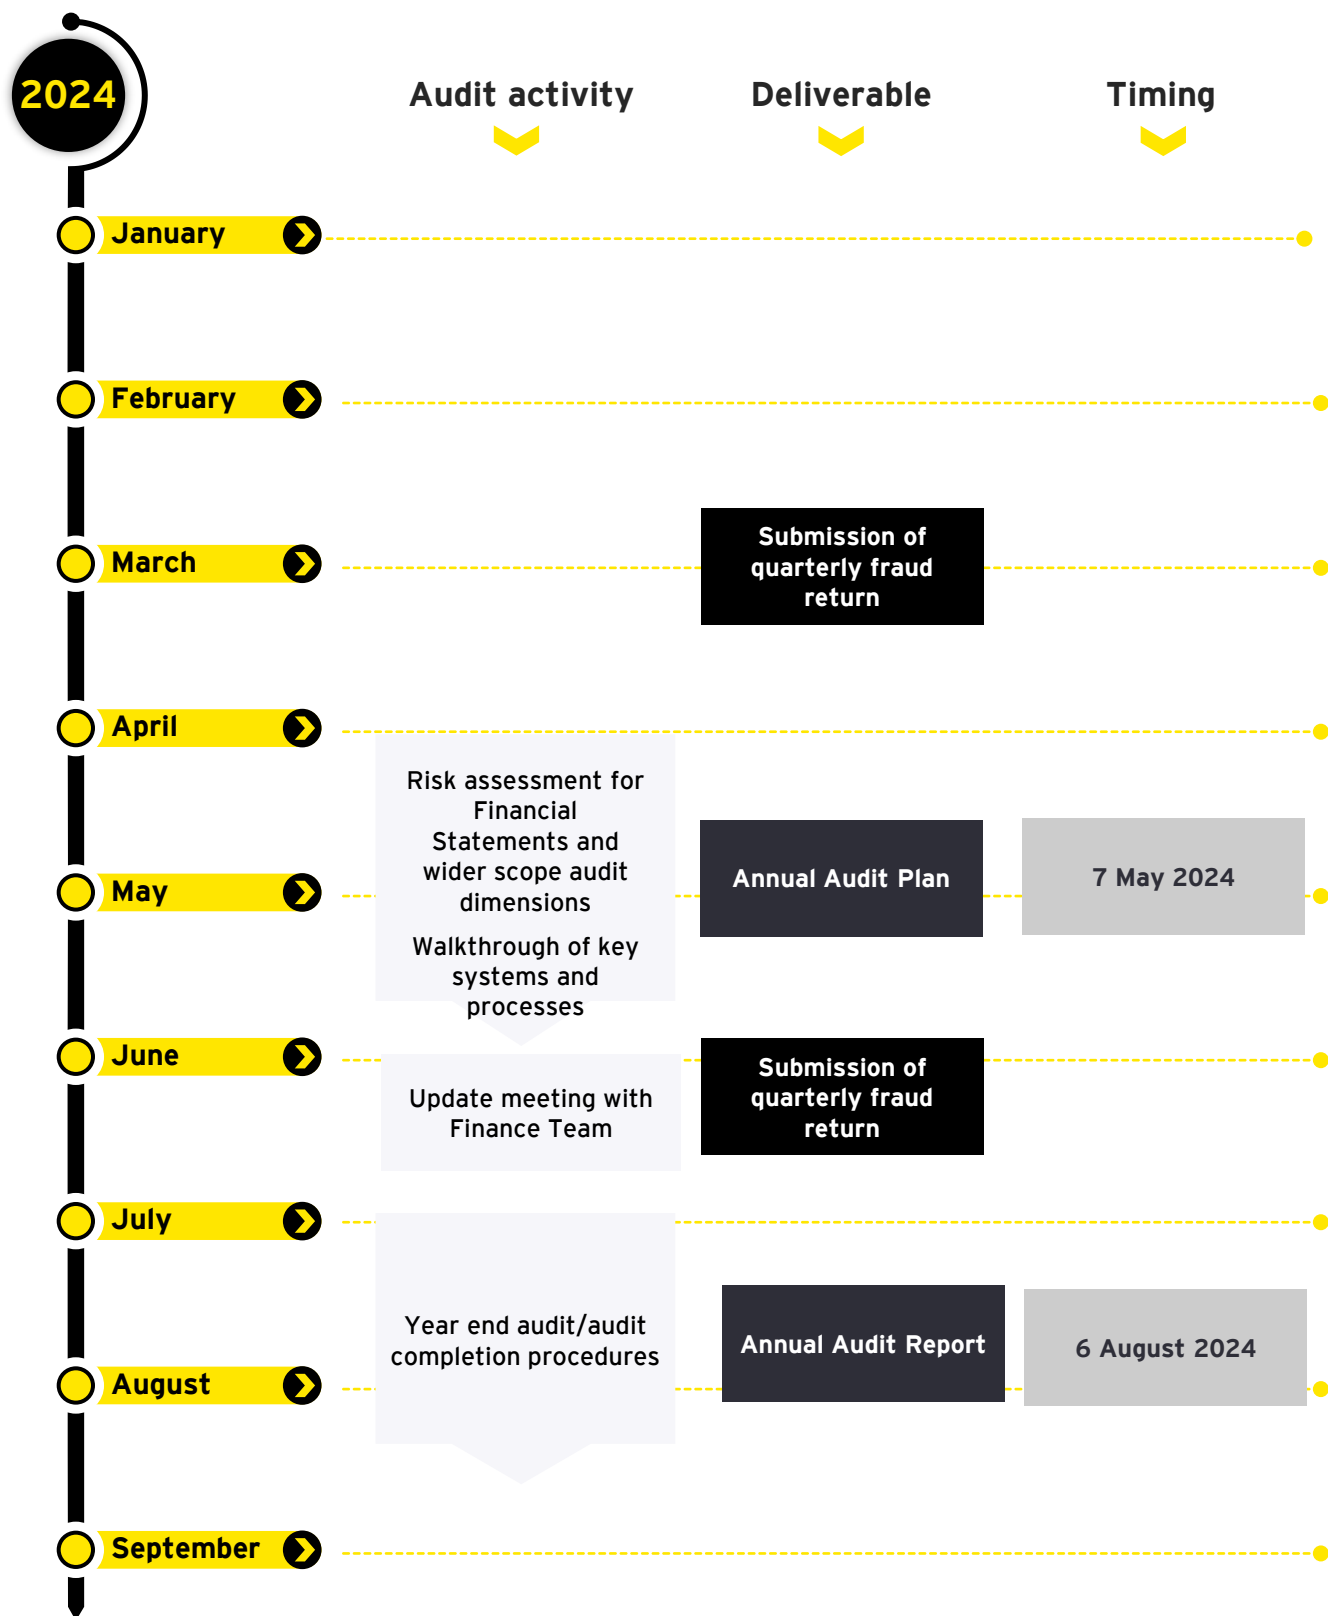 2024
Audit activity
Deliverable
Timing
January
February
March
Submission of
quarterly fraud
return
April
Risk assessment for
Financial
Statements and
wider scope audit
dimensions
Walkthrough of key
systems and
processes
May
Annual Audit Plan
7 May 2024
June
Update meeting with
Finance Team
Submission of
quarterly fraud
return
July
Year end audit/audit
completion procedures
Annual Audit Report
6 August 2024
August
September